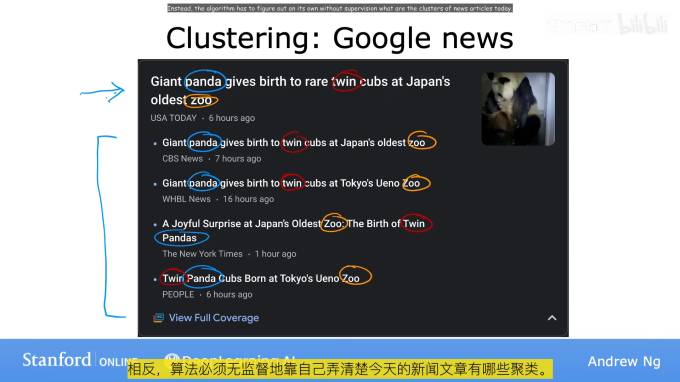 Instead, the algorithm has to figure out on its own without supervision what are the clusters of news articles today.
bilibili
Clustering: Google news
Giant panda gives birth to rare twin cubs at Japan's
oldest zoo
USA TODAY · 6 hours ago
• Giant panda gives birth to twin cubs at Japan's oldest zoo
CBS News · 7 hours ago
• Giant panda gives birth to twin cubs at Tokyo's Ueno Zoo
WHBL News · 16 hours ago
• A Joyful Surprise at Japan's Oldest Zoo: The Birth of Twin
Pandas
The New York Times · 1 hour ago
• Twin Panda Cubs Born at Tokyo's Ueno Zoo
PEOPLE · 6 hours ago
View Full Coverage
Stanford ONLINE DeepLearning.AI Andrew Ng
相反，算法必须无监督地靠自己弄清楚今天的新闻文章有哪些聚类。